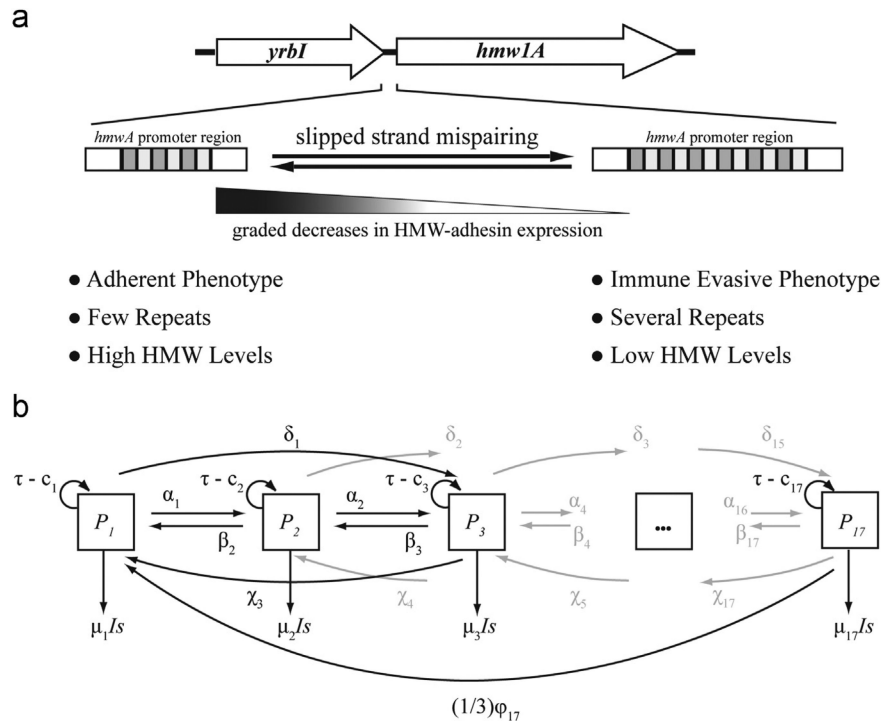 a
yrbI hmw1A
hmwA promoter region slipped strand mispairing hmwA promoter region
graded decreases in HMW-adhesin expression
● Adherent Phenotype ● Immune Evasive Phenotype
● Few Repeats ● Several Repeats
● High HMW Levels ● Low HMW Levels
b
δ₁ δ₂ δ₃ δ₁₅
τ - c₁ τ - c₂ τ - c₃ τ - c₁₇
α₁ α₂ α₄ α₁₆
P₁ P₂ P₃ ... P₁₇
β₂ β₃ β₄ β₁₇
χ₃ χ₄ χ₅ χ₁₇
μ₁Is μ₂Is μ₃Is μ₁₇Is
(1/3)φ₁₇